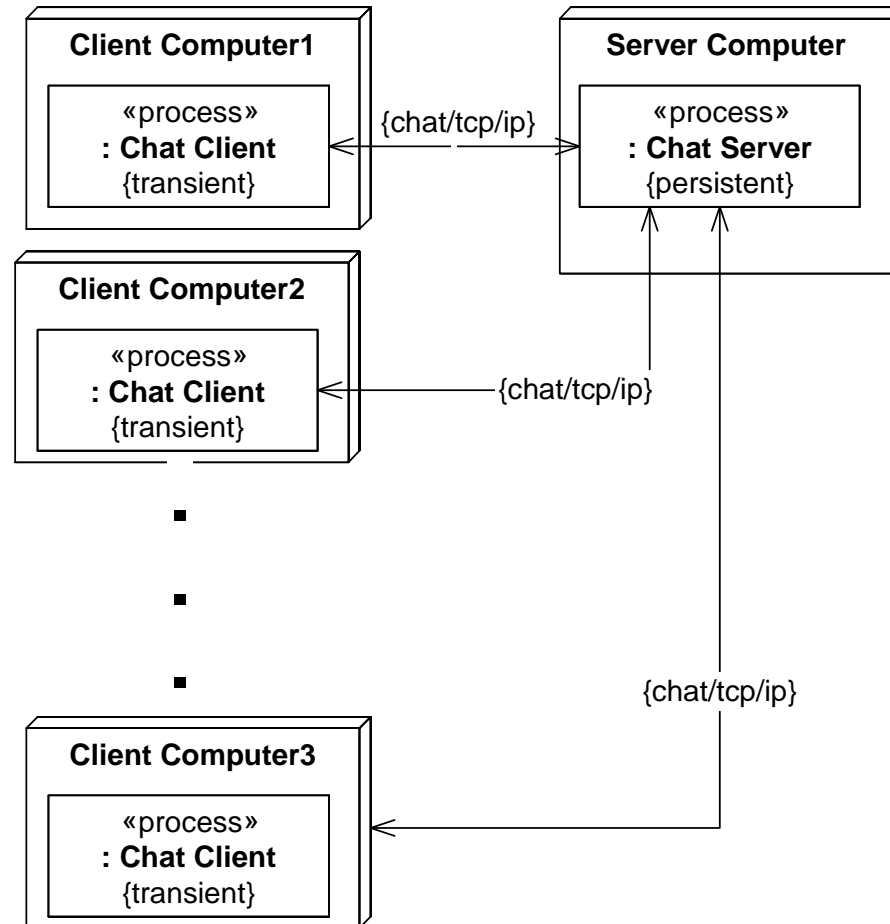 Client Computer1
«process»
: Chat Client
{transient}
{chat/tcp/ip}
Server Computer
«process»
: Chat Server
{persistent}
Client Computer2
«process»
: Chat Client
{transient}
{chat/tcp/ip}
{chat/tcp/ip}
Client Computer3
«process»
: Chat Client
{transient}